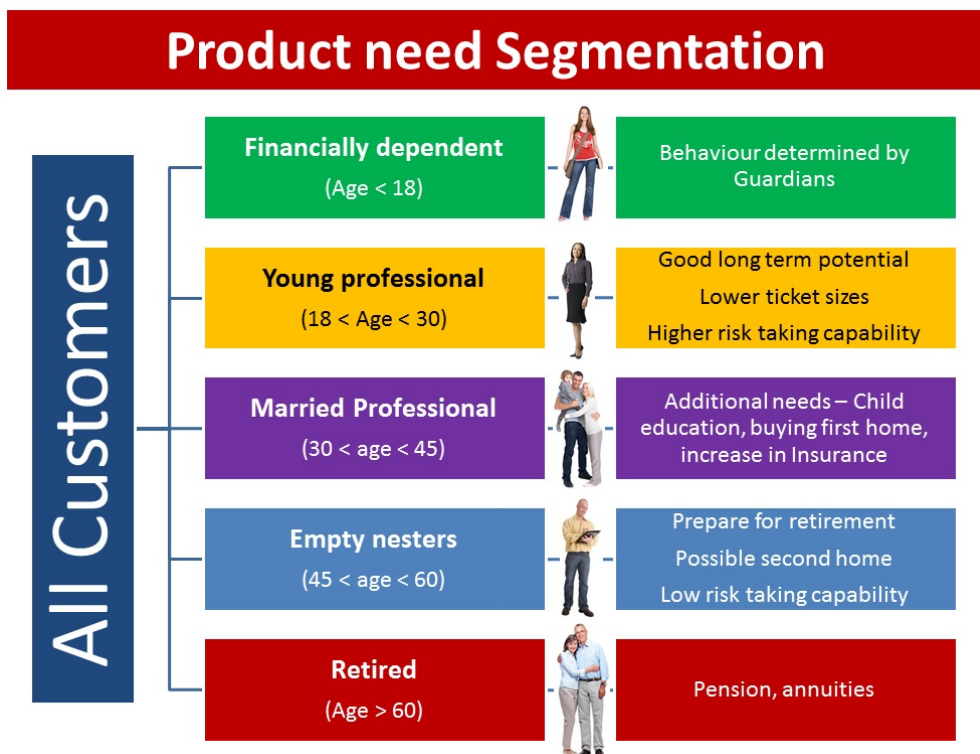 Product need Segmentation
All Customers
Financially dependent
(Age < 18)
Behaviour determined by
Guardians
Young professional
(18 < Age < 30)
Good long term potential
Lower ticket sizes
Higher risk taking capability
Married Professional
(30 < age < 45)
Additional needs – Child
education, buying first home,
increase in Insurance
Empty nesters
(45 < age < 60)
Prepare for retirement
Possible second home
Low risk taking capability
Retired
(Age > 60)
Pension, annuities